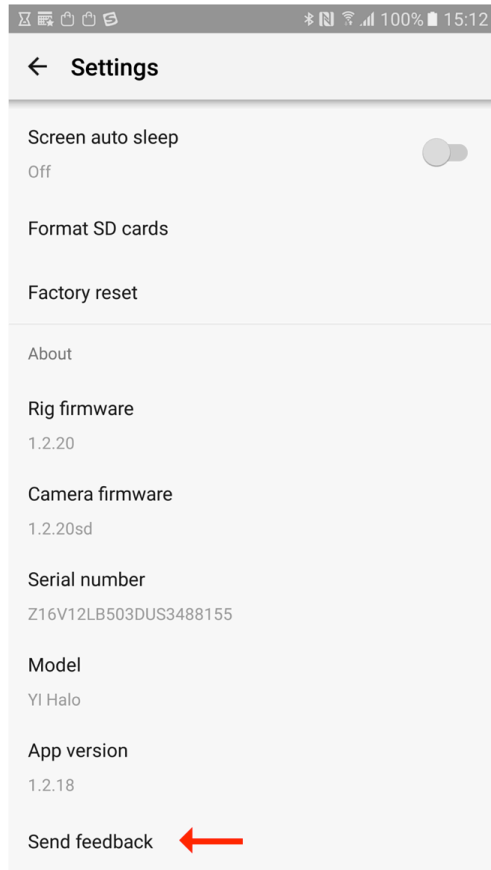 100% 15:12
Settings
Screen auto sleep
Off
Format SD cards
Factory reset
About
Rig firmware
1.2.20
Camera firmware
1.2.20sd
Serial number
Z16V12LB503DUS3488155
Model
YI Halo
App version
1.2.18
Send feedback